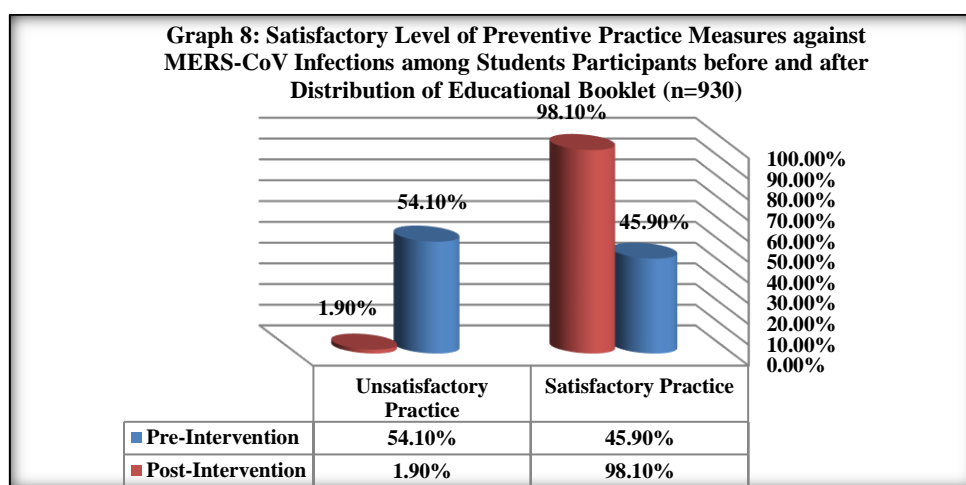 Graph 8: Satisfactory Level of Preventive Practice Measures against
MERS-CoV Infections among Students Participants before and after
Distribution of Educational Booklet (n=930)
98.10%
54.10%
45.90%
1.90%
100.00%
90.00%
80.00%
70.00%
60.00%
50.00%
40.00%
30.00%
20.00%
10.00%
0.00%
Unsatisfactory
Practice
Satisfactory Practice
Pre-Intervention 54.10% 45.90%
Post-Intervention 1.90% 98.10%